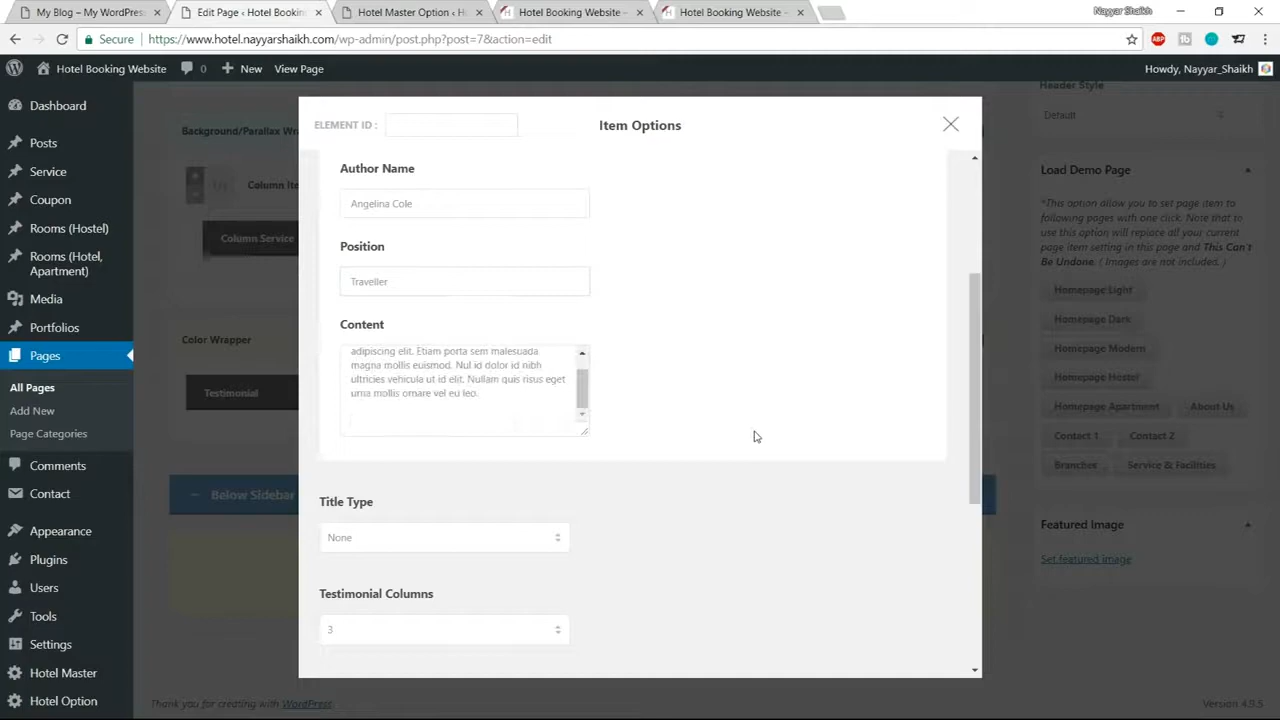 My Blog – My WordPress
Edit Page ‹ Hotel Bookin
Hotel Master Option ‹ H
Hotel Booking Website –
Hotel Booking Website –
Nayyar Shaikh
Secure
https://www.hotel.nayyarshaikh.com/wp-admin/post.php?post=7&action=edit
Hotel Booking Website
0
New
View Page
Howdy, Nayyar_Shaikh
Dashboard
Posts
Service
Coupon
Rooms (Hostel)
Rooms (Hotel,
Apartment)
Media
Portfolios
Pages
All Pages
Add New
Page Categories
Comments
Contact
Appearance
Plugins
Users
Tools
Settings
Hotel Master
Hotel Option
Background/Parallax Wra
1/1
Column Ite
Column Service
Color Wrapper
Testimonial
Below Sidebar
Thank you for creating with WordPress
ELEMENT ID :
Item Options
Author Name
Angelina Cole
Position
Traveller
Content
adipiscing elit. Etiam porta sem malesuada
magna mollis euismod. Nul id dolor id nibh
ultricies vehicula ut id elit. Nullam quis risus eget
urna mollis ornare vel eu leo.
Title Type
None
Testimonial Columns
3
Header Style
Default
Load Demo Page
*This option allow you to set page item to
following pages with one click. Note that to
use this option will replace all your current
page item setting in this page and This Can't
Be Undone. ( Images are not included. )
Homepage Light
Homepage Dark
Homepage Modern
Homepage Hostel
Homepage Apartment
About Us
Contact 1
Contact 2
Branches
Service & Facilities
Featured Image
Set featured image
Version 4.9.5